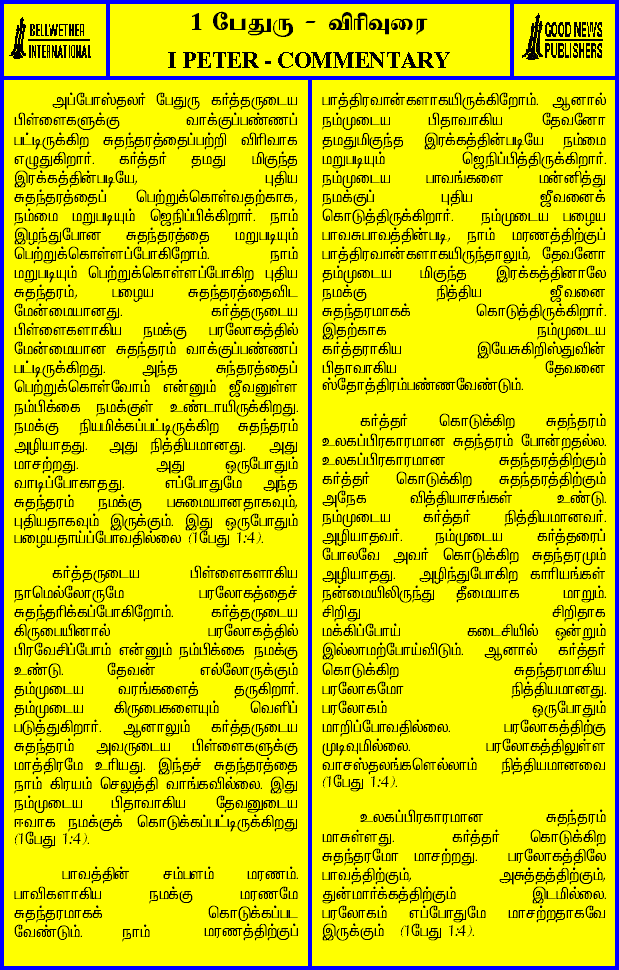 BELLWETHER
INTERNATIONAL
1 பேதுரு - விரிவுரை
I PETER - COMMENTARY
GOOD NEWS
PUBLISHERS
அப்போஸ்தலர் பேதுரு கர்த்தருடைய
பிள்ளைகளுக்கு வாக்குப்பண்ணப்
பட்டிருக்கிற சுதந்தரத்தைப்பற்றி விரிவாக
எழுதுகிறார். கர்த்தர் தமது மிகுந்த
இரக்கத்தின்படியே, புதிய
சுதந்தரத்தைப் பெற்றுக்கொள்வதற்காக,
நம்மை மறுபடியும் ஜெநிப்பிக்கிறார். நாம்
இழந்துபோன சுதந்தரத்தை மறுபடியும்
பெற்றுக்கொள்ளப்போகிறோம். நாம்
மறுபடியும் பெற்றுக்கொள்ளப்போகிற புதிய
சுதந்தரம், பழைய சுதந்தரத்தைவிட
மேன்மையானது. கர்த்தருடைய
பிள்ளைகளாகிய நமக்கு பரலோகத்தில்
மேன்மையான சுதந்தரம் வாக்குப்பண்ணப்
பட்டிருக்கிறது. அந்த சுந்தரத்தைப்
பெற்றுக்கொள்வோம் என்னும் ஜீவனுள்ள
நம்பிக்கை நமக்குள் உண்டாயிருக்கிறது.
நமக்கு நியமிக்கப்பட்டிருக்கிற சுதந்தரம்
அழியாதது. அது நித்தியமானது. அது
மாசற்றது. அது ஒருபோதும்
வாடிப்போகாதது. எப்போதுமே அந்த
சுதந்தரம் நமக்கு பசுமையானதாகவும்,
புதியதாகவும் இருக்கும். இது ஒருபோதும்
பழையதாய்ப்போவதில்லை (1பேது 1:4).
கர்த்தருடைய பிள்ளைகளாகிய
நாமெல்லோருமே பரலோகத்தைச்
சுதந்தரிக்கப்போகிறோம். கர்த்தருடைய
கிருபையினால் பரலோகத்தில்
பிரவேசிப்போம் என்னும் நம்பிக்கை நமக்கு
உண்டு. தேவன் எல்லோருக்கும்
தம்முடைய வரங்களைத் தருகிறார்.
தம்முடைய கிருபைகளையும் வெளிப்
படுத்துகிறார். ஆனாலும் கர்த்தருடைய
சுதந்தரம் அவருடைய பிள்ளைகளுக்கு
மாத்திரமே உரியது. இந்தச் சுதந்தரத்தை
நாம் கிரயம் செலுத்தி வாங்கவில்லை. இது
நம்முடைய பிதாவாகிய தேவனுடைய
ஈவாக நமக்குக் கொடுக்கப்பட்டிருக்கிறது
(1பேது 1:4).
பாவத்தின் சம்பளம் மரணம்.
பாவிகளாகிய நமக்கு மரணமே
சுதந்தரமாகக் கொடுக்கப்பட
வேண்டும். நாம் மரணத்திற்குப்
பாத்திரவான்களாகயிருக்கிறோம். ஆனால்
நம்முடைய பிதாவாகிய தேவனோ
தமதுமிகுந்த இரக்கத்தின்படியே நம்மை
மறுபடியும் ஜெநிப்பித்திருக்கிறார்.
நம்முடைய பாவங்களை மன்னித்து
நமக்குப் புதிய ஜீவனைக்
கொடுத்திருக்கிறார். நம்முடைய பழைய
பாவசுபாவத்தின்படி, நாம் மரணத்திற்குப்
பாத்திரவான்களாகயிருந்தாலும், தேவனோ
தம்முடைய மிகுந்த இரக்கத்தினாலே
நமக்கு நித்திய ஜீவனை
சுதந்தரமாகக் கொடுத்திருக்கிறார்.
இதற்காக நம்முடைய
கர்த்தராகிய இயேசுகிறிஸ்துவின்
பிதாவாகிய தேவனை
ஸ்தோத்திரம்பண்ணவேண்டும்.
கர்த்தர் கொடுக்கிற சுதந்தரம்
உலகப்பிரகாரமான சுதந்தரம் போன்றதல்ல.
உலகப்பிரகாரமான சுதந்தரத்திற்கும்
கர்த்தர் கொடுக்கிற சுதந்தரத்திற்கும்
அநேக வித்தியாசங்கள் உண்டு.
நம்முடைய கர்த்தர் நித்தியமானவர்.
அழியாதவர். நம்முடைய கர்த்தரைப்
போலவே அவர் கொடுக்கிற சுதந்தரமும்
அழியாதது. அழிந்துபோகிற காரியங்கள்
நன்மையிலிருந்து தீமையாக மாறும்.
சிறிது சிறிதாக
மக்கிப்போய் கடைசியில் ஒன்றும்
இல்லாமற்போய்விடும். ஆனால் கர்த்தர்
கொடுக்கிற சுதந்தரமாகிய
பரலோகமோ நித்தியமானது.
பரலோகம் ஒருபோதும்
மாறிப்போவதில்லை. பரலோகத்திற்கு
முடிவுமில்லை. பரலோகத்திலுள்ள
வாசஸ்தலங்களெல்லாம் நித்தியமானவை
(1பேது 1:4).
உலகப்பிரகாரமான சுதந்தரம்
மாசுள்ளது. கர்த்தர் கொடுக்கிற
சுதந்தரமோ மாசற்றது. பரலோகத்திலே
பாவத்திற்கும், அசுத்தத்திற்கும்,
துன்மார்க்கத்திற்கும் இடமில்லை.
பரலோகம் எப்போதுமே மாசற்றதாகவே
இருக்கும் (1பேது 1:4).